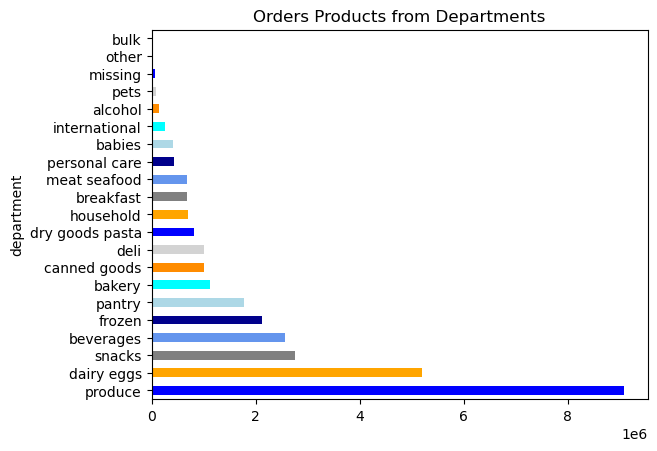 Orders Products from Departments
bulk
other
missing
pets
alcohol
international
babies
personal care
meat seafood
breakfast
household
dry goods pasta
deli
canned goods
bakery
pantry
frozen
beverages
snacks
dairy eggs
produce
department
0 2 4 6 8
1e6